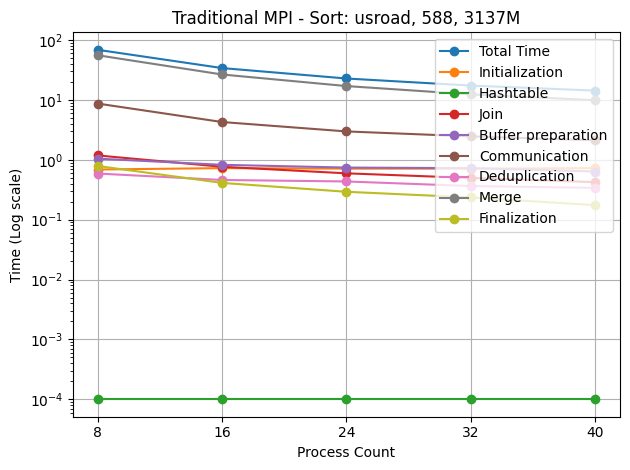 Traditional MPI - Sort: usroad, 588, 3137M
Time (Log scale)
10²
10¹
10⁰
10⁻¹
10⁻²
10⁻³
10⁻⁴
Total Time
Initialization
Hashtable
Join
Buffer preparation
Communication
Deduplication
Merge
Finalization
8 16 24 32 40
Process Count